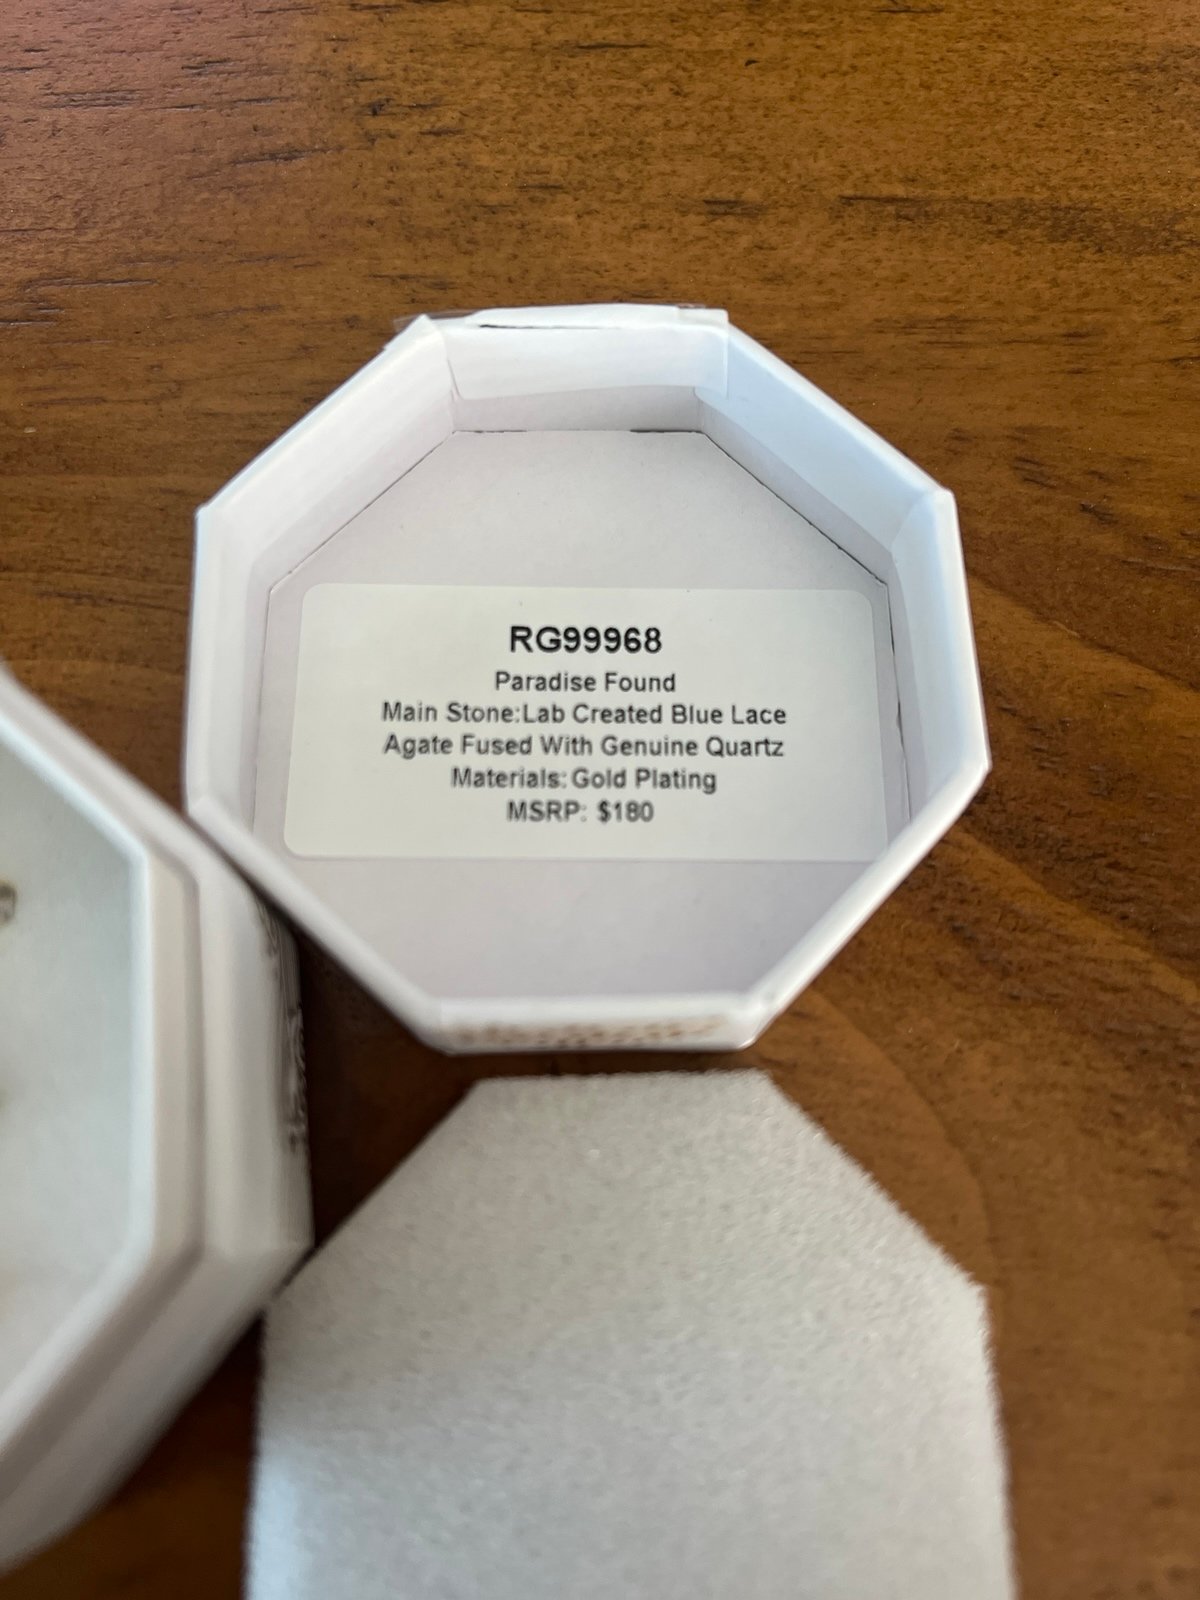 RG99968
Paradise Found
Main Stone:Lab Created Blue Lace
Agate Fused With Genuine Quartz
Materials: Gold Plating
MSRP: $180